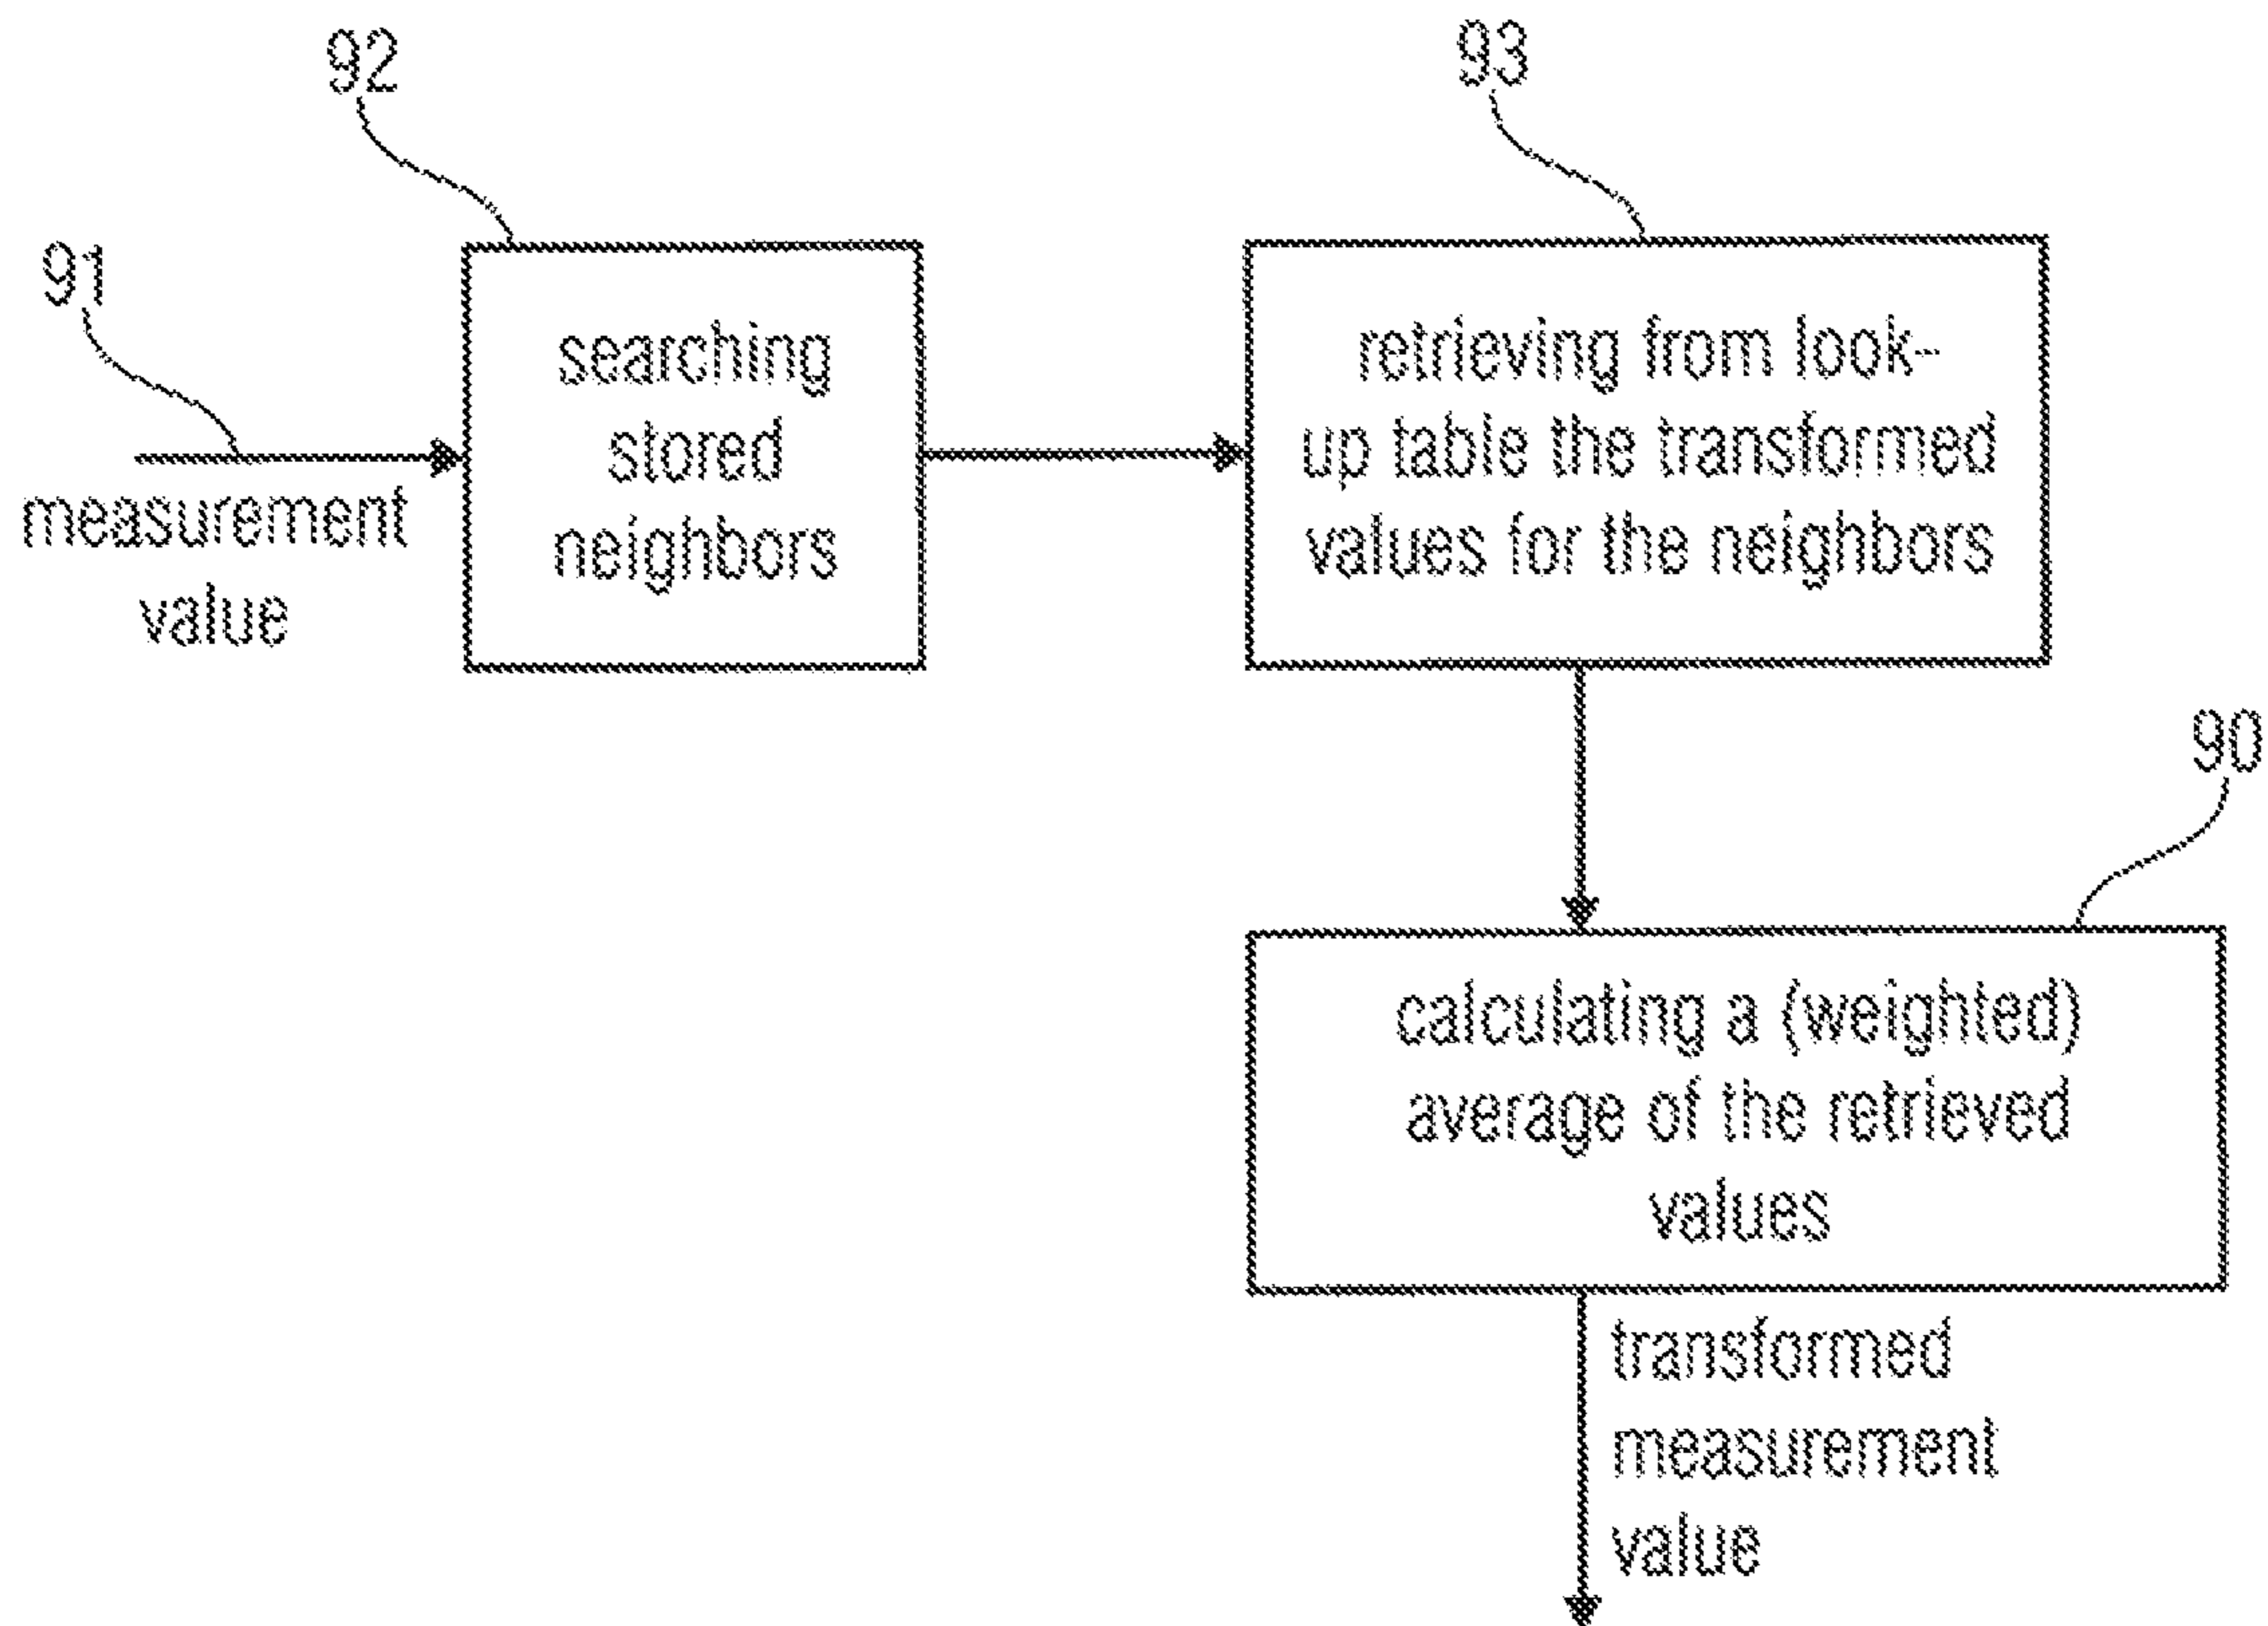 92
93
91
measurement
value
searching
stored
neighbors
retrieving from look-
up table the transformed
values for the neighbors
90
calculating a (weighted)
average of the retrieved
values
transformed
measurement
value